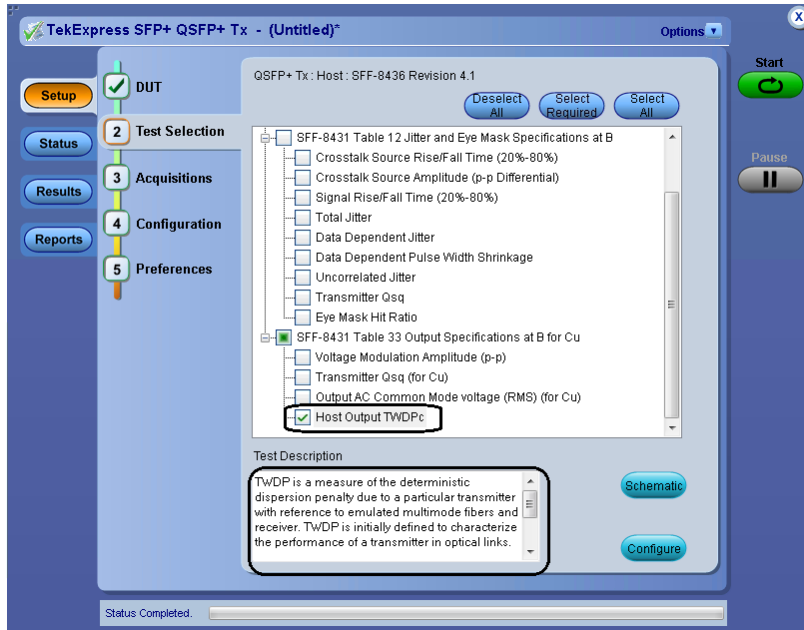 TekExpress SFP+ QSFP+ Tx - (Untitled)*
Options
X
Start
Pause
Setup
Status
Results
Reports
DUT
2 Test Selection
3 Acquisitions
4 Configuration
5 Preferences
QSFP+ Tx : Host : SFF-8436 Revision 4.1
Deselect All
Select Required
Select All
SFF-8431 Table 12 Jitter and Eye Mask Specifications at B
Crosstalk Source Rise/Fall Time (20%-80%)
Crosstalk Source Amplitude (p-p Differential)
Signal Rise/Fall Time (20%-80%)
Total Jitter
Data Dependent Jitter
Data Dependent Pulse Width Shrinkage
Uncorrelated Jitter
Transmitter Qsq
Eye Mask Hit Ratio
SFF-8431 Table 33 Output Specifications at B for Cu
Voltage Modulation Amplitude (p-p)
Transmitter Qsq (for Cu)
Output AC Common Mode voltage (RMS) (for Cu)
Host Output TWDPc
Test Description
TWDP is a measure of the deterministic
dispersion penalty due to a particular transmitter
with reference to emulated multimode fibers and
receiver. TWDP is initially defined to characterize
the performance of a transmitter in optical links.
Schematic
Configure
Status Completed.